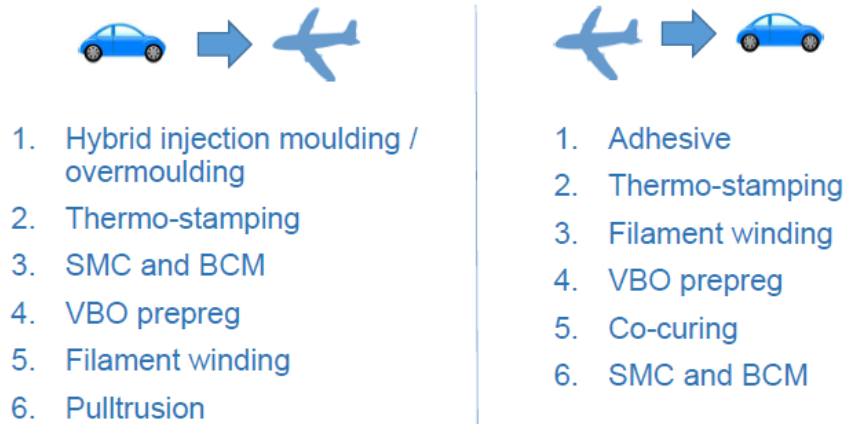 1. Hybrid injection moulding /
overmoulding
2. Thermo-stamping
3. SMC and BCM
4. VBO prepreg
5. Filament winding
6. Pulltrusion
1. Adhesive
2. Thermo-stamping
3. Filament winding
4. VBO prepreg
5. Co-curing
6. SMC and BCM